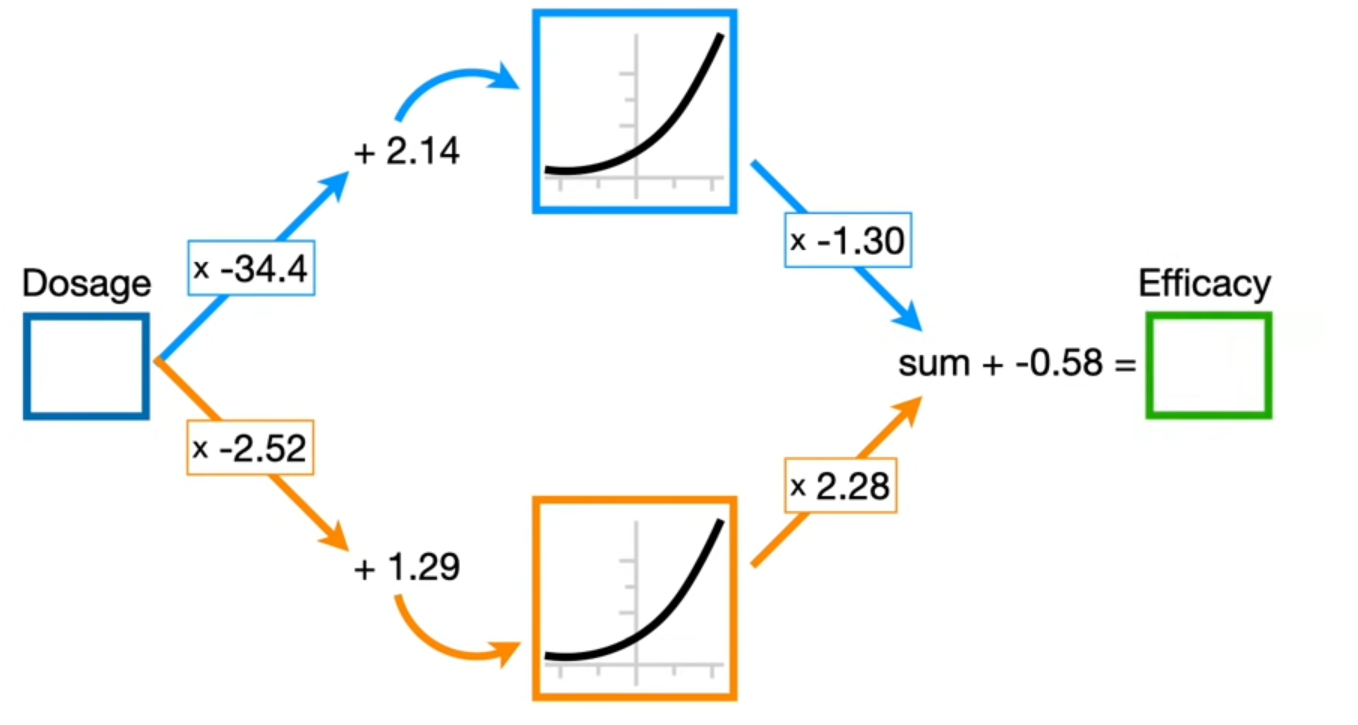 + 2.14
x -34.4
x -1.30
Dosage
Efficacy
sum + -0.58 =
x -2.52
x 2.28
+ 1.29